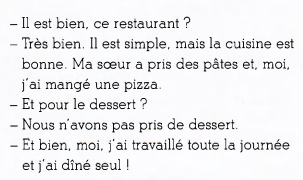 – Il est bien, ce restaurant ?
– Très bien. Il est simple, mais la cuisine est
bonne. Ma sœur a pris des pâtes et, moi,
j'ai mangé une pizza.
– Et pour le dessert ?
– Nous n'avons pas pris de dessert.
– Et bien, moi, j'ai travaillé toute la journée
et j'ai dîné seul !